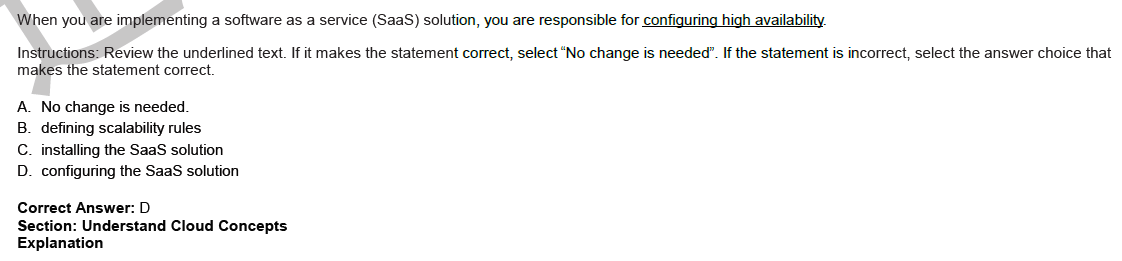 When you are implementing a software as a service (SaaS) solution, you are responsible for configuring high availability.
Instructions: Review the underlined text. If it makes the statement correct, select “No change is needed”. If the statement is incorrect, select the answer choice that
makes the statement correct.
A. No change is needed.
B. defining scalability rules
C. installing the SaaS solution
D. configuring the SaaS solution
Correct Answer: D
Section: Understand Cloud Concepts
Explanation